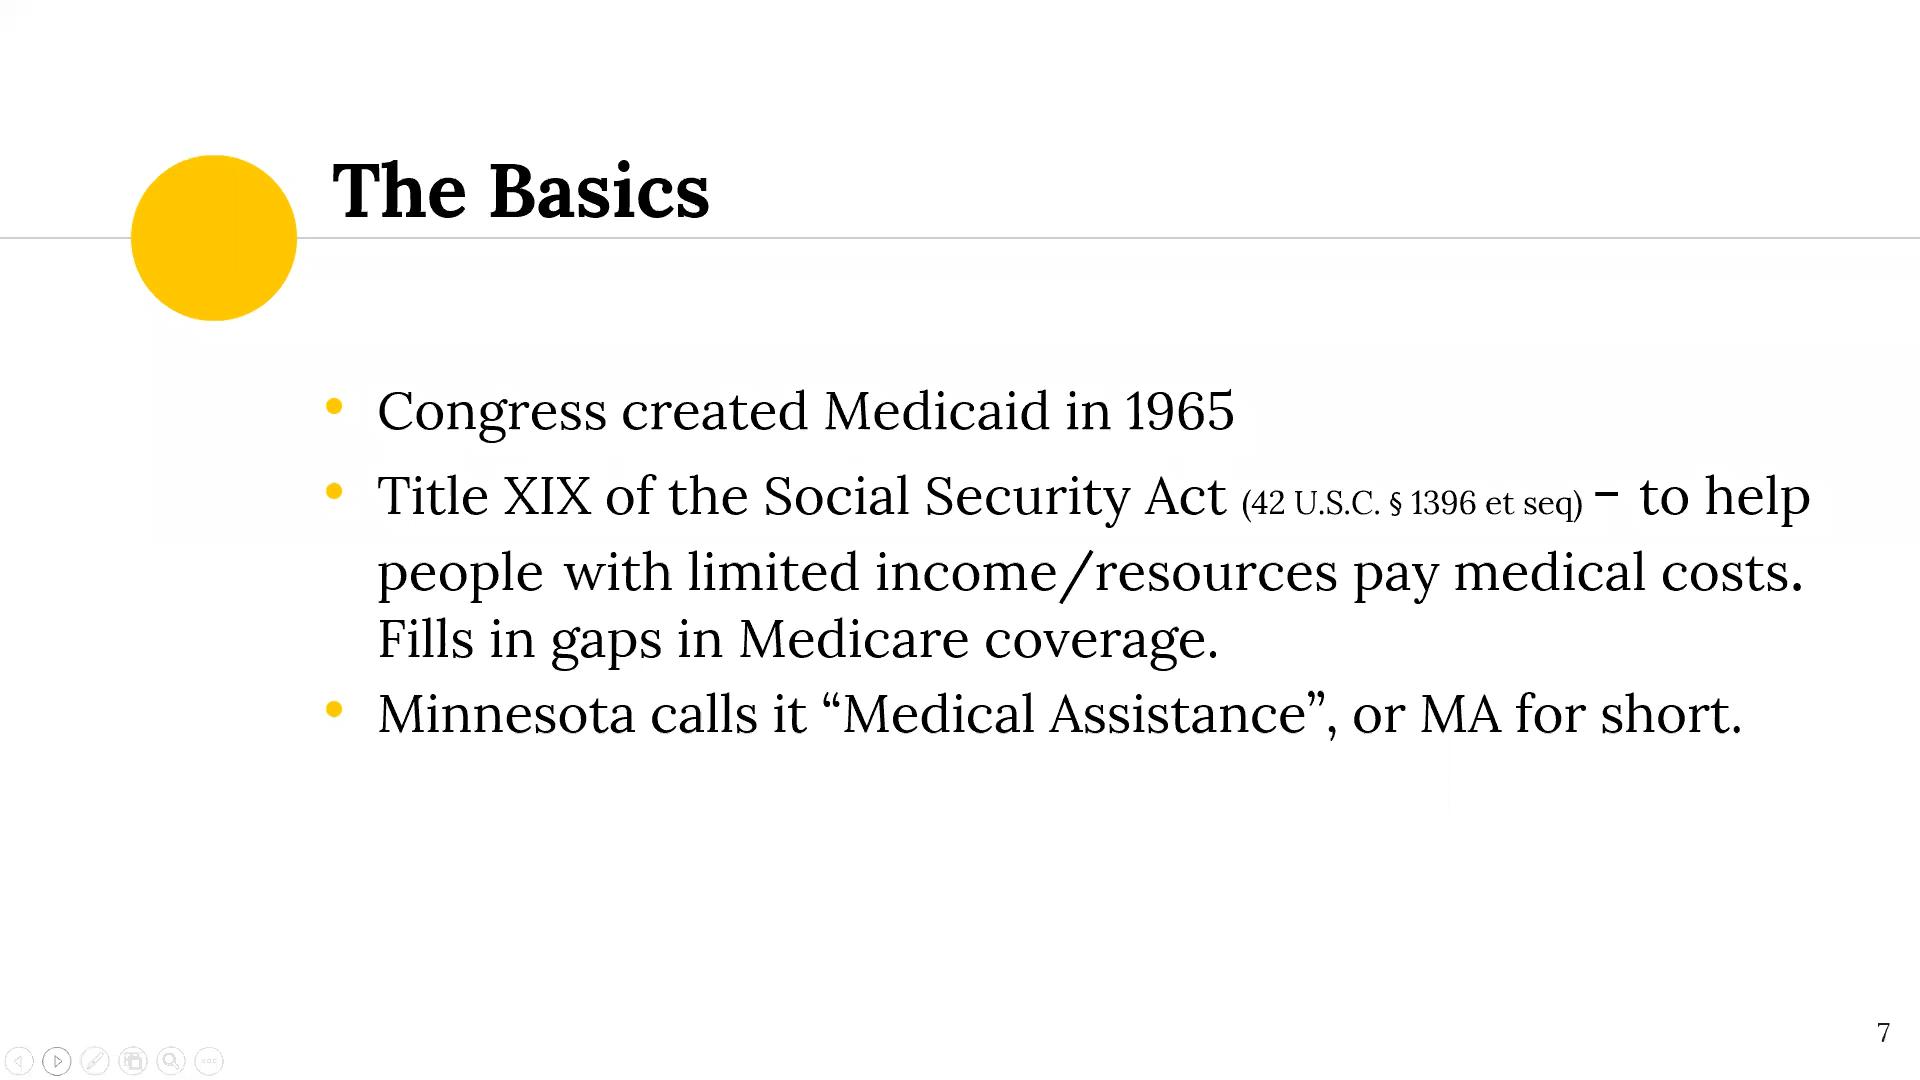 The Basics
• Congress created Medicaid in 1965
• Title XIX of the Social Security Act (42 U.S.C. § 1396 et seq) – to help
people with limited income/resources pay medical costs.
Fills in gaps in Medicare coverage.
• Minnesota calls it “Medical Assistance”, or MA for short.
7